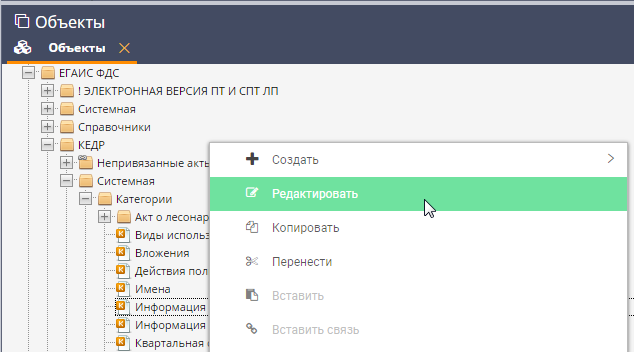 Объекты
Объекты
ЕГАИС ФДС
! ЭЛЕКТРОННАЯ ВЕРСИЯ ПТ И СПТ ЛП
Системная
Справочники
КЕДР
Непривязанные акты
Системная
Категории
Акт о лесонар
Виды использ
Вложения
Действия пол
Имена
Информация
Информация
Квартальная
Создать
Редактировать
Копировать
Перенести
Вставить
Вставить связь